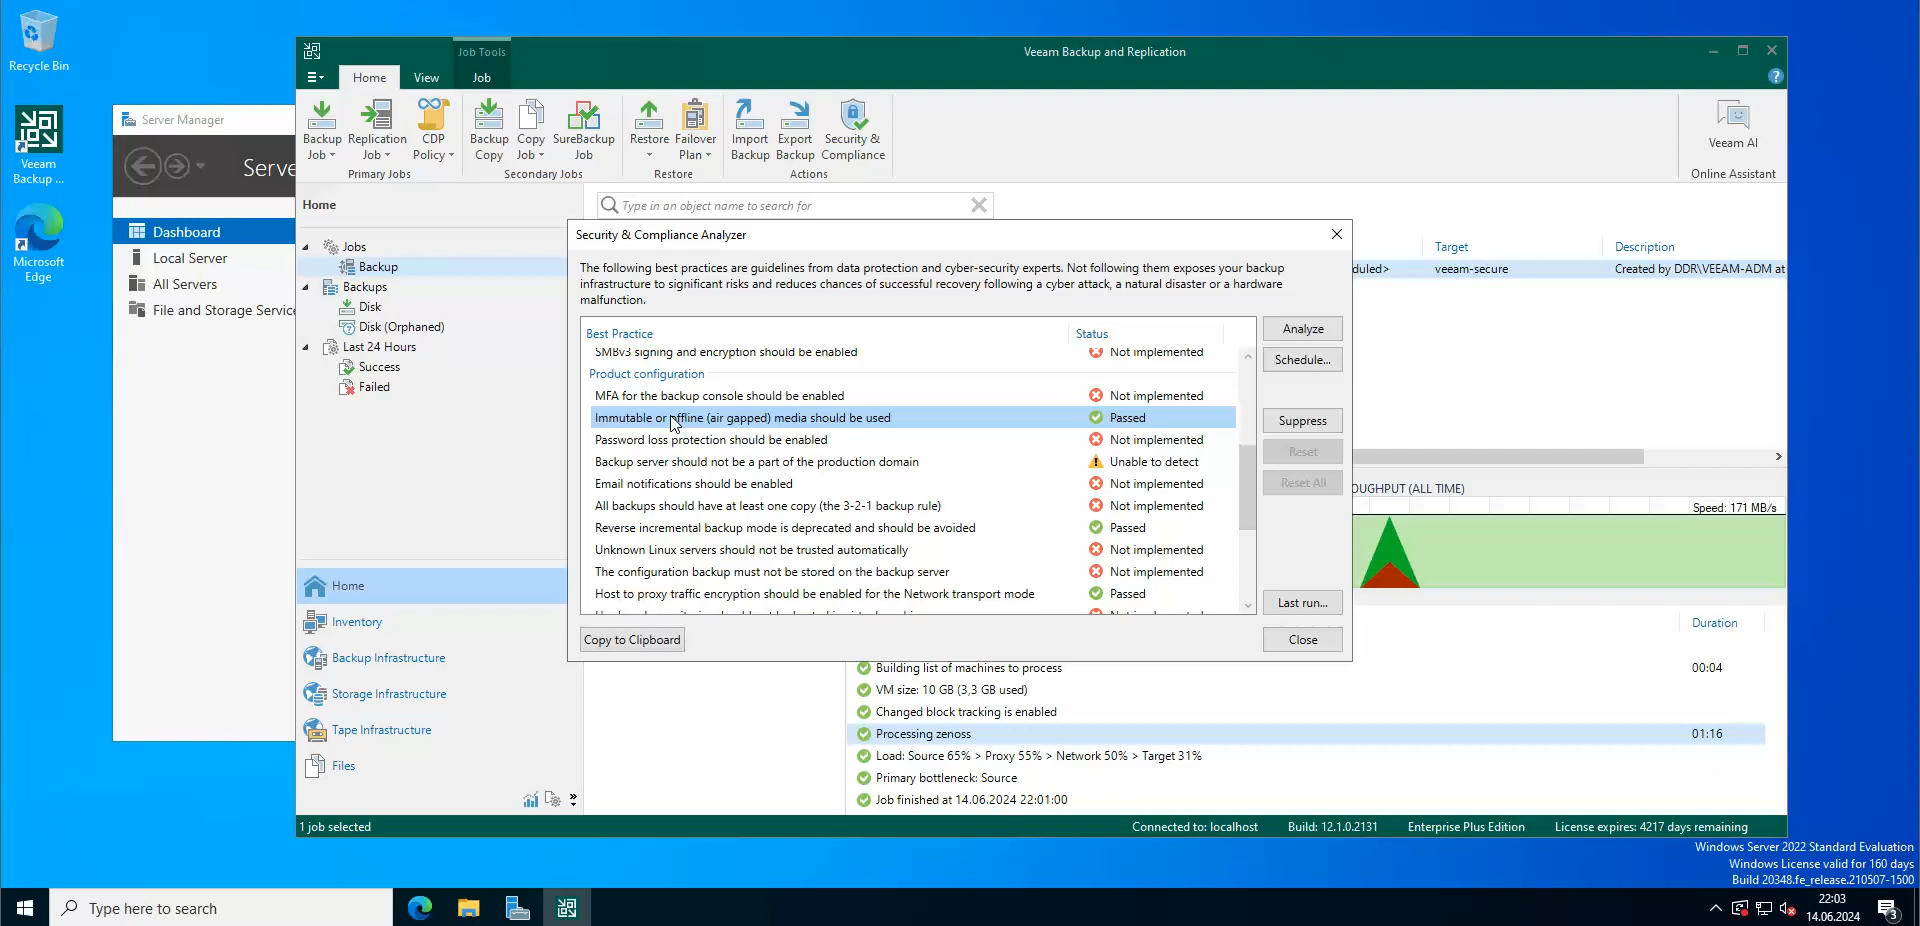 Recycle Bin
Veeam
Backup ...
Microsoft
Edge
Server Manager
Serve
Dashboard
Local Server
All Servers
File and Storage Service
Job Tools
Veeam Backup and Replication
Home
View
Job
Backup
Job
Replication
Job
CDP
Policy
Primary Jobs
Backup
Copy
Copy
Job
SureBackup
Job
Secondary Jobs
Restore
Failover
Plan
Restore
Import
Backup
Export
Backup
Security &
Compliance
Actions
Veeam AI
Online Assistant
Home
Type in an object name to search for
Jobs
Backup
Backups
Disk
Disk (Orphaned)
Last 24 Hours
Success
Failed
Home
Inventory
Backup Infrastructure
Storage Infrastructure
Tape Infrastructure
Files
Security & Compliance Analyzer
The following best practices are guidelines from data protection and cyber-security experts. Not following them exposes your backup
infrastructure to significant risks and reduces chances of successful recovery following a cyber attack, a natural disaster or a hardware
malfunction.
Best Practice Status
SMBv3 signing and encryption should be enabled Not implemented
Product configuration
MFA for the backup console should be enabled Not implemented
Immutable or offline (air gapped) media should be used Passed
Password loss protection should be enabled Not implemented
Backup server should not be a part of the production domain Unable to detect
Email notifications should be enabled Not implemented
All backups should have at least one copy (the 3-2-1 backup rule) Not implemented
Reverse incremental backup mode is deprecated and should be avoided Passed
Unknown Linux servers should not be trusted automatically Not implemented
The configuration backup must not be stored on the backup server Not implemented
Host to proxy traffic encryption should be enabled for the Network transport mode Passed
Analyze
Schedule...
Suppress
Reset
Reset All
Last run...
Copy to Clipboard
Close
Target Description
duled> veeam-secure Created by DDR\VEEAM-ADM at
OUGHPUT (ALL TIME)
Speed: 171 MB/s
Duration
Building list of machines to process 00:04
VM size: 10 GB (3,3 GB used)
Changed block tracking is enabled
Processing zenoss 01:16
Load: Source 65% > Proxy 55% > Network 50% > Target 31%
Primary bottleneck: Source
Job finished at 14.06.2024 22:01:00
1 job selected
Connected to: localhost
Build: 12.1.0.2131
Enterprise Plus Edition
License expires: 4217 days remaining
Windows Server 2022 Standard Evaluation
Windows License valid for 160 days
Build 20348.fe_release.210507-1500
Type here to search
22:03
14.06.2024
3